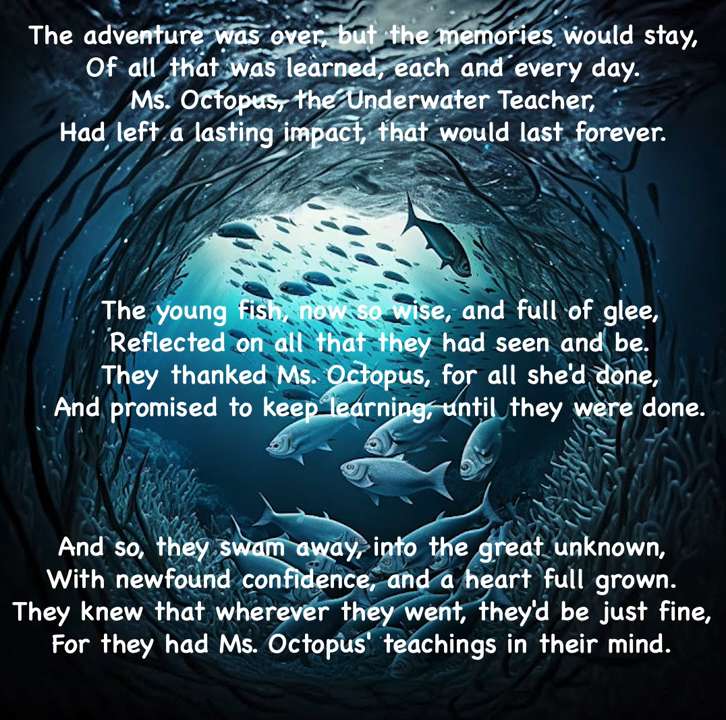 The adventure was over, but the memories would stay,
Of all that was learned, each and every day.
Ms. Octopus, the Underwater Teacher,
Had left a lasting impact, that would last forever.
The young fish, now so wise, and full of glee,
Reflected on all that they had seen and be.
They thanked Ms. Octopus, for all she'd done,
And promised to keep learning, until they were done.
And so, they swam away, into the great unknown,
With newfound confidence, and a heart full grown.
They knew that wherever they went, they'd be just fine,
For they had Ms. Octopus' teachings in their mind.